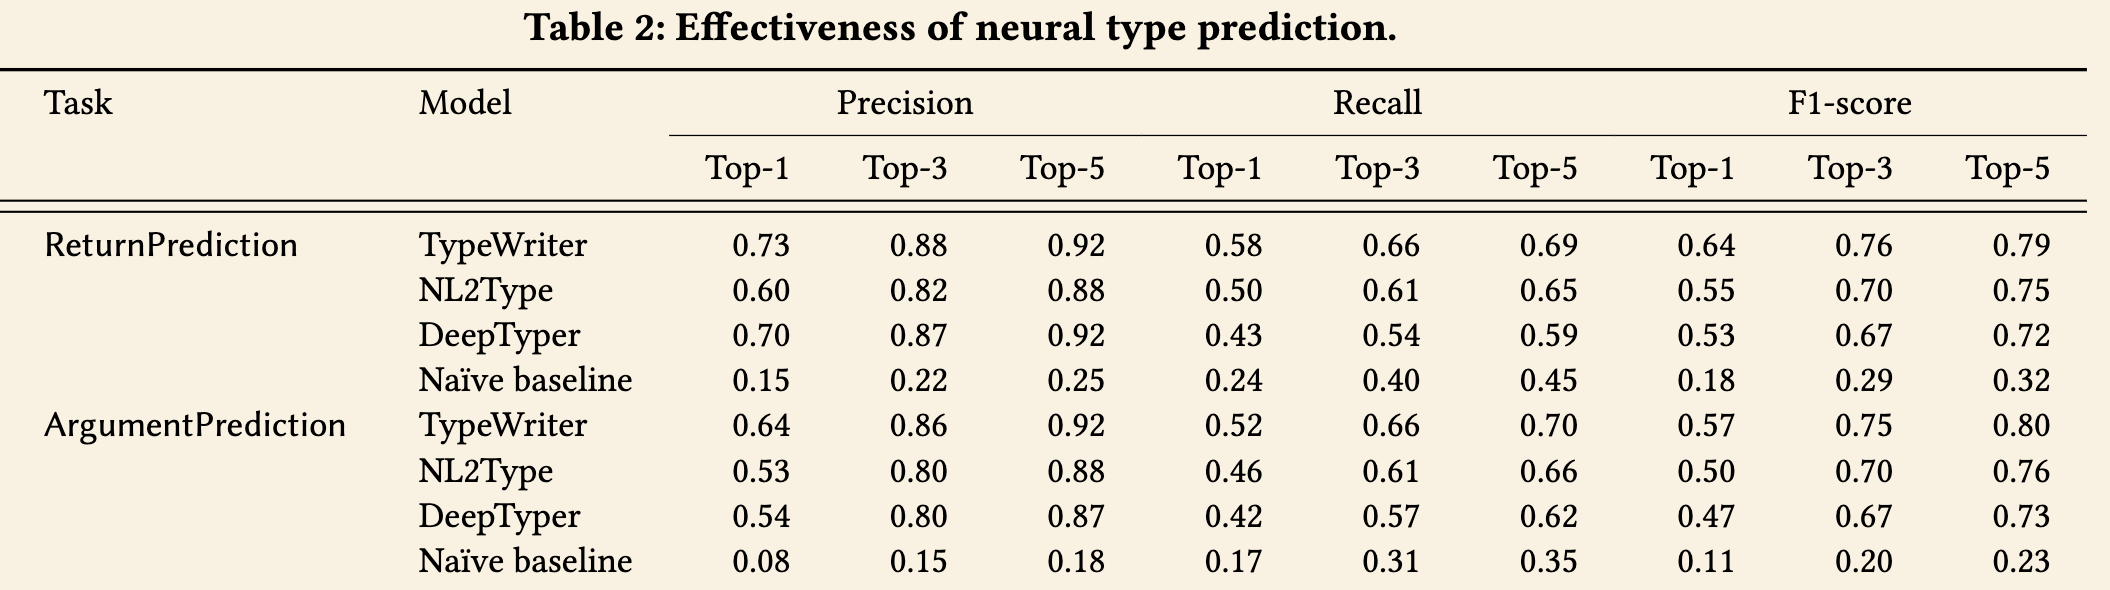 Table 2: Effectiveness of neural type prediction.
Task Model Precision Recall F1-score
Top-1 Top-3 Top-5 Top-1 Top-3 Top-5 Top-1 Top-3 Top-5
ReturnPrediction TypeWriter 0.73 0.88 0.92 0.58 0.66 0.69 0.64 0.76 0.79
NL2Type 0.60 0.82 0.88 0.50 0.61 0.65 0.55 0.70 0.75
DeepTyper 0.70 0.87 0.92 0.43 0.54 0.59 0.53 0.67 0.72
Naïve baseline 0.15 0.22 0.25 0.24 0.40 0.45 0.18 0.29 0.32
ArgumentPrediction TypeWriter 0.64 0.86 0.92 0.52 0.66 0.70 0.57 0.75 0.80
NL2Type 0.53 0.80 0.88 0.46 0.61 0.66 0.50 0.70 0.76
DeepTyper 0.54 0.80 0.87 0.42 0.57 0.62 0.47 0.67 0.73
Naïve baseline 0.08 0.15 0.18 0.17 0.31 0.35 0.11 0.20 0.23